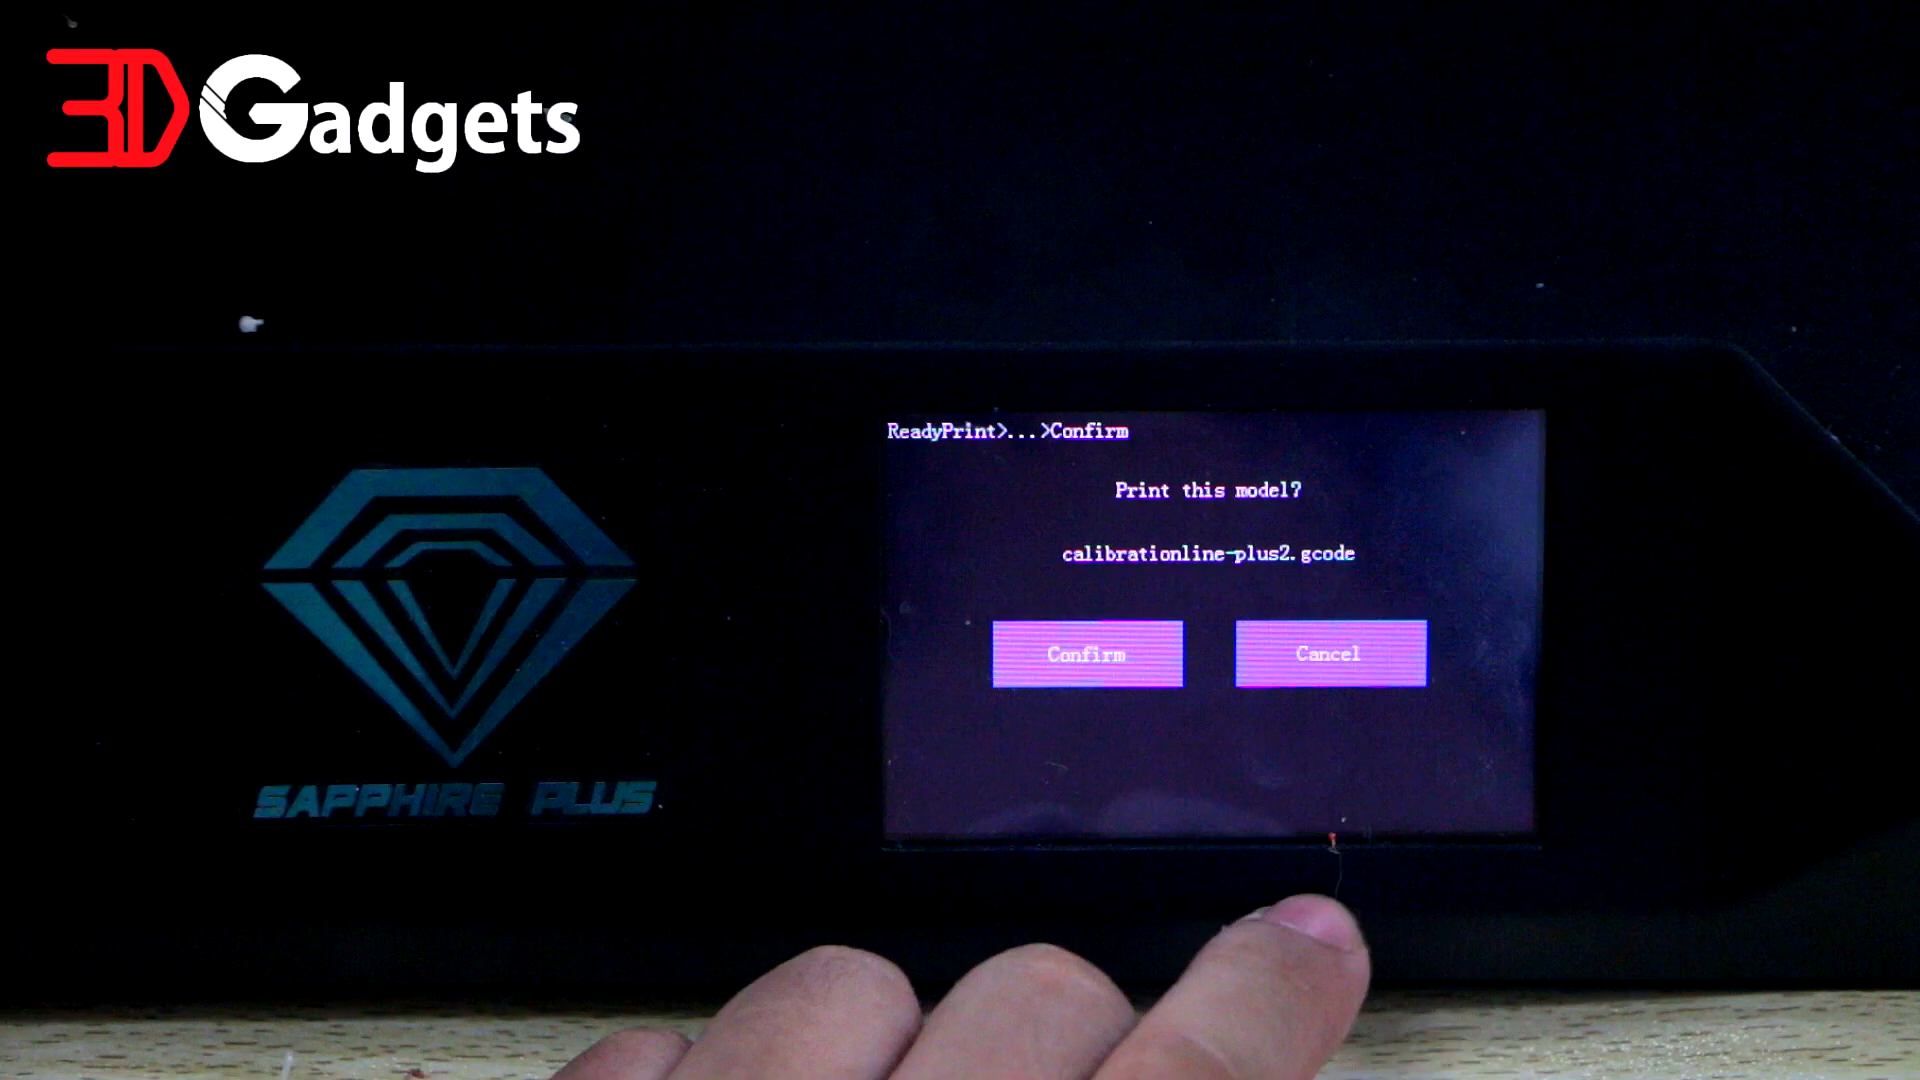 3DGadgets
ReadyPrint>...>Confirm
Print this model?
calibrationline-plus2.gcode
Confirm
Cancel
SAPPHIRE PLUS